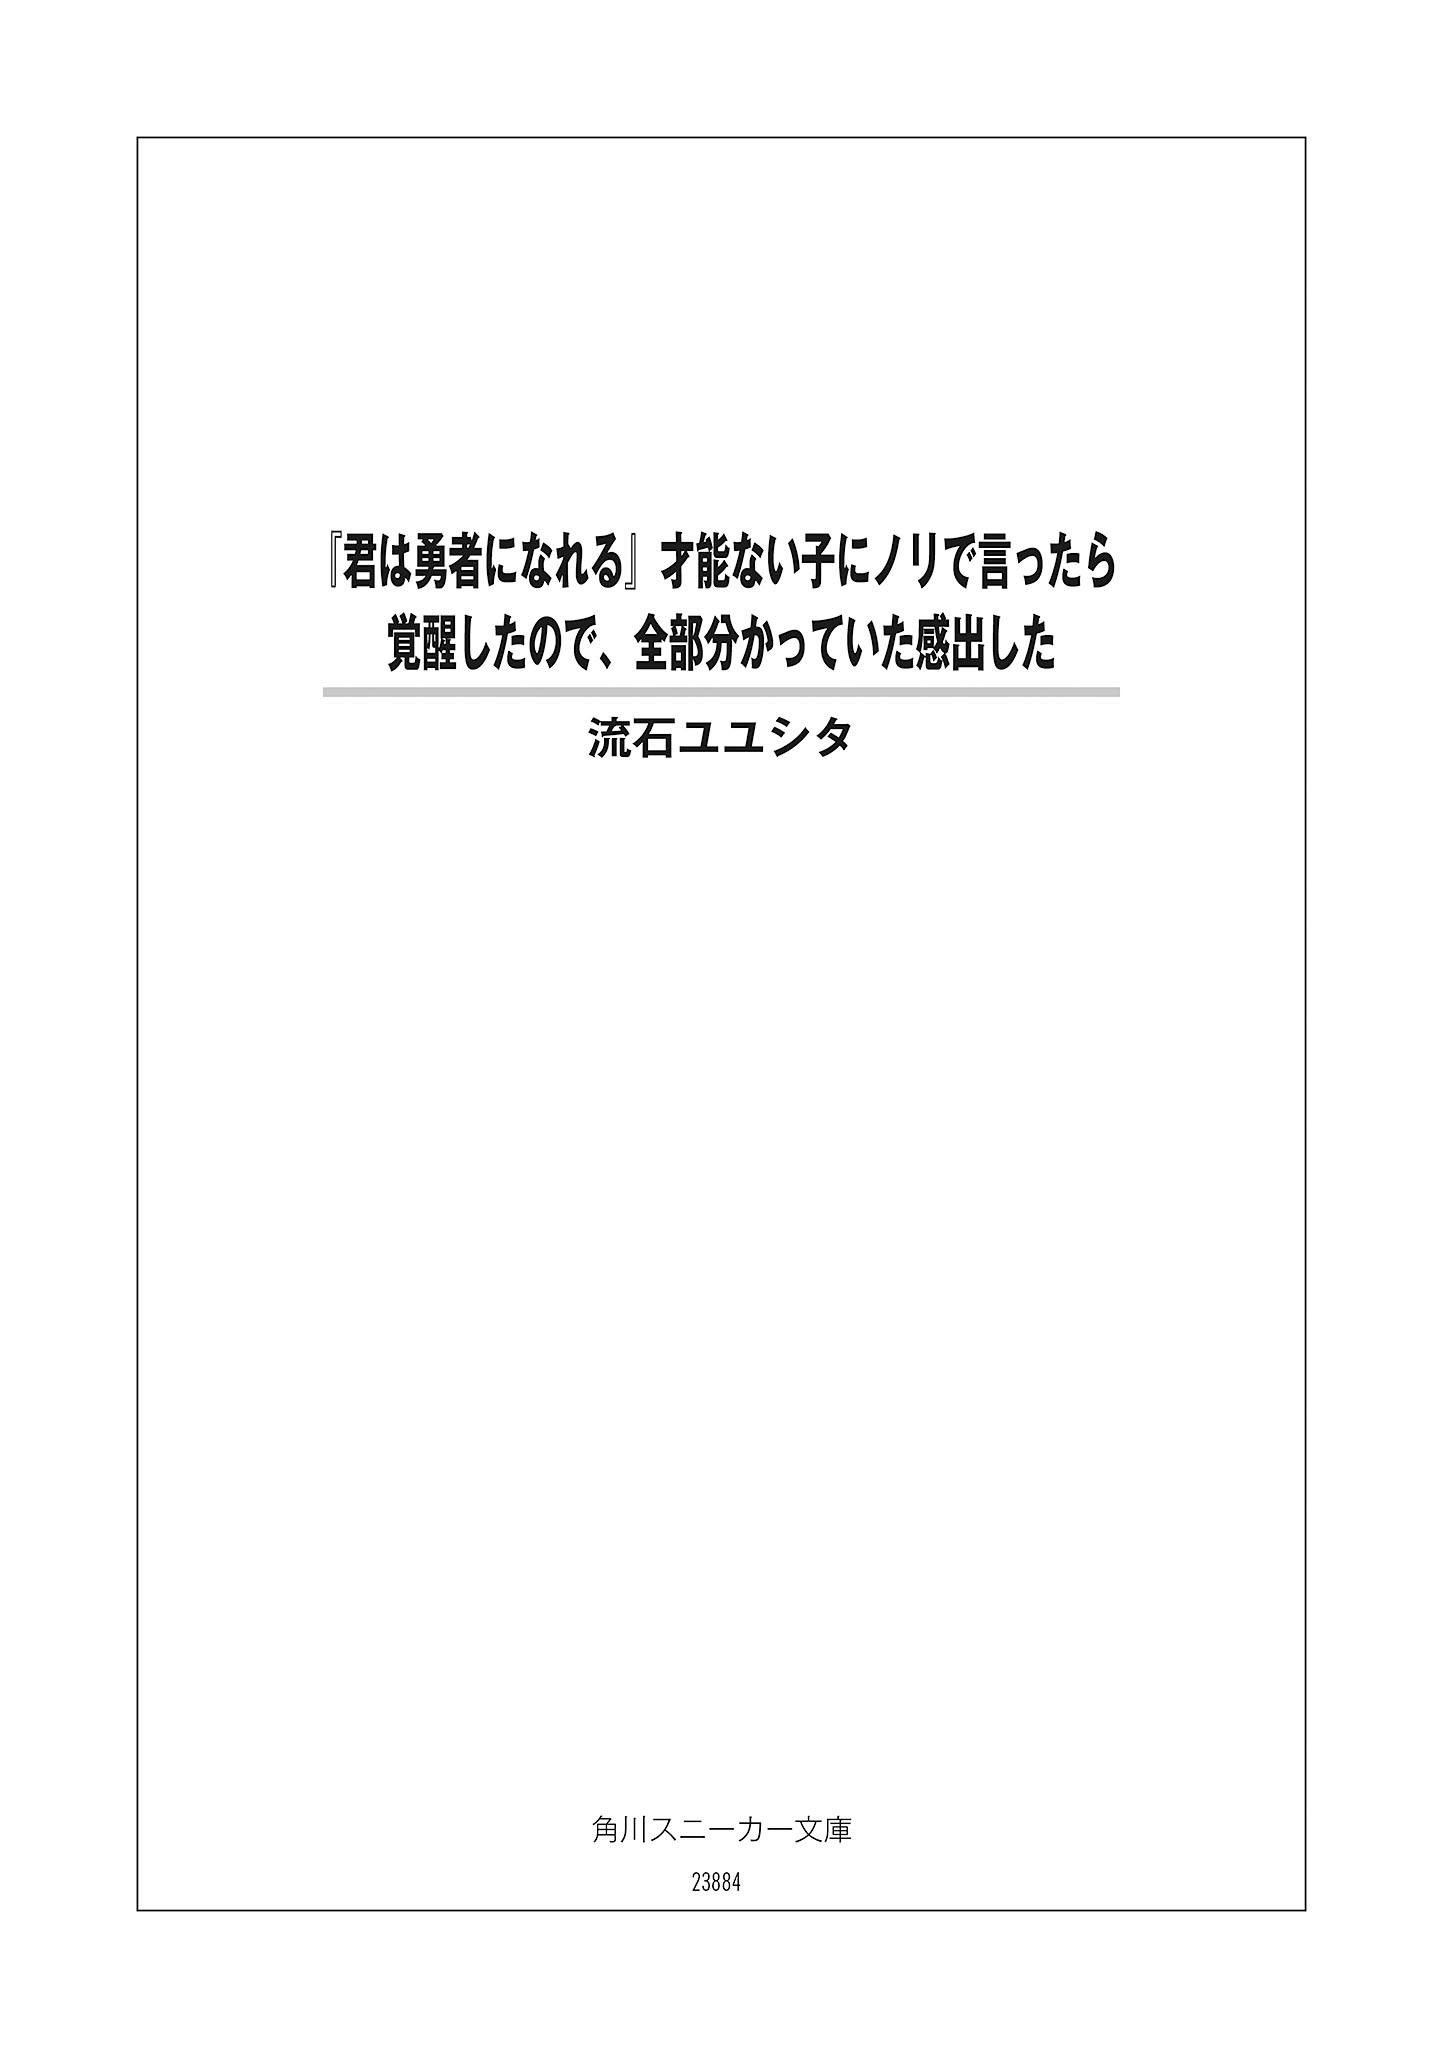 『君は勇者になれる』才能ない子にノリで言ったら
覚醒したので、全部分かっていた感出した
流石ユユシタ
角川スニーカー文庫
23884